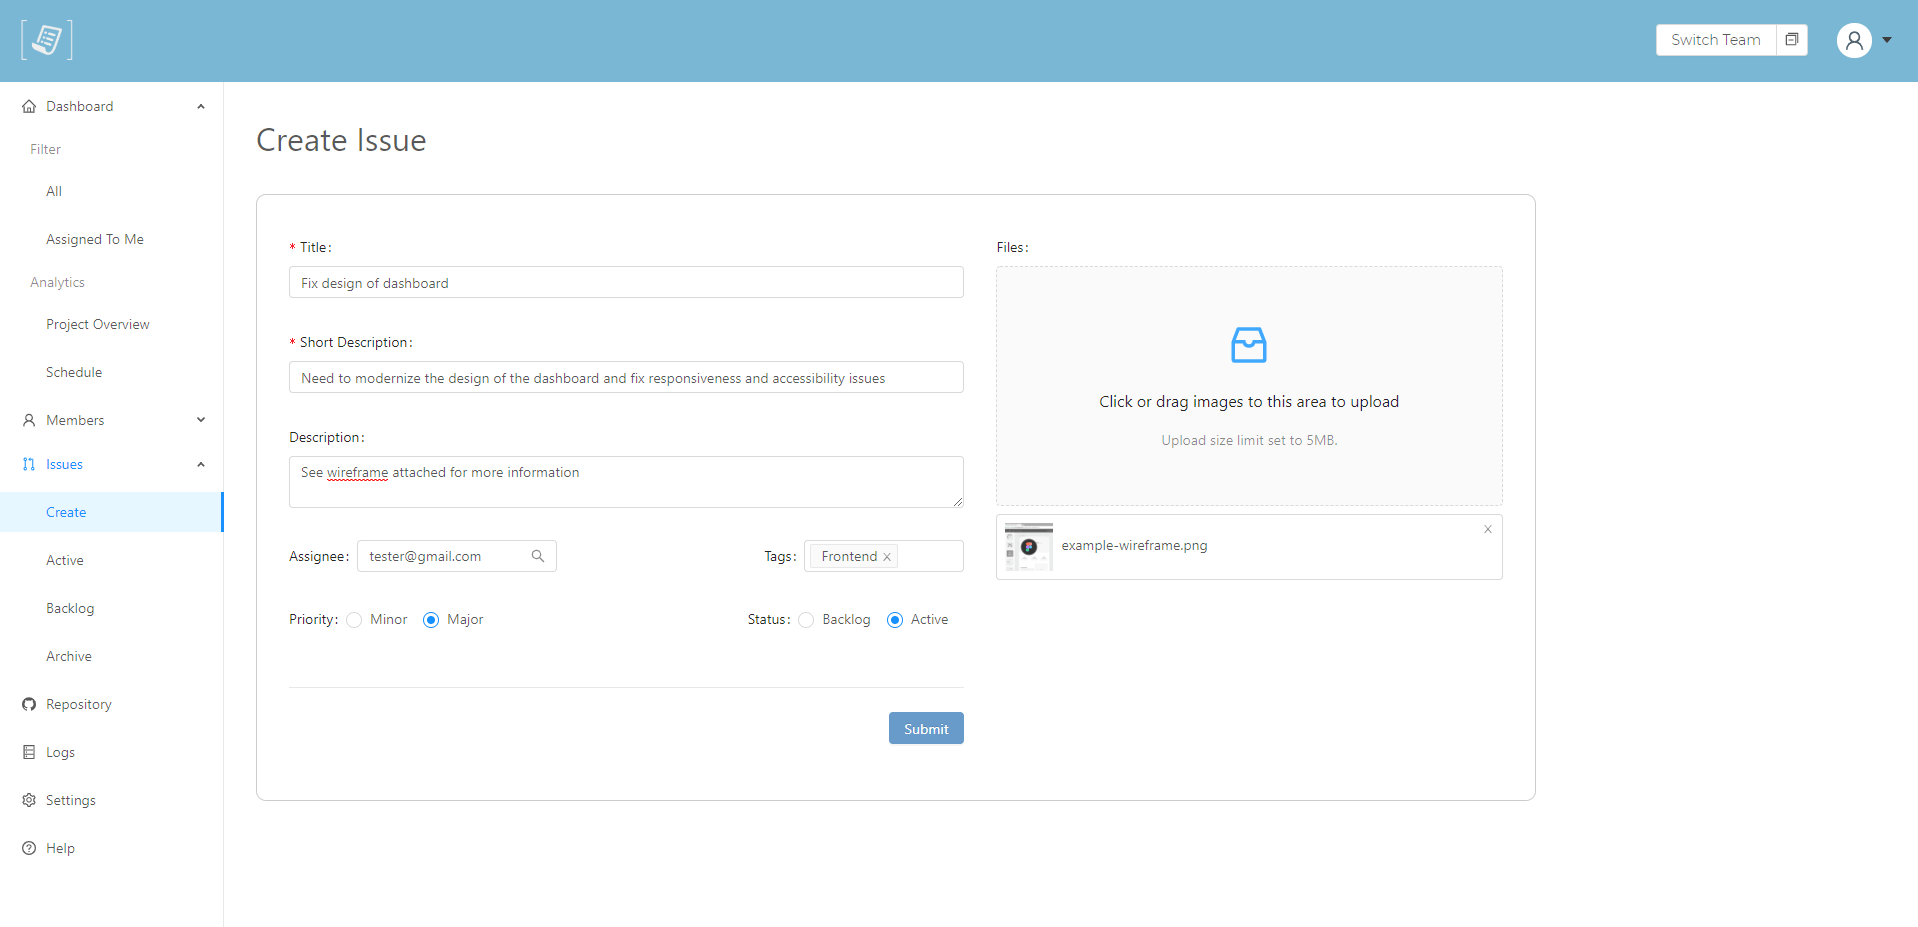 Switch Team
Dashboard
Filter
All
Assigned To Me
Analytics
Project Overview
Schedule
Members
Issues
Create
Active
Backlog
Archive
Repository
Logs
Settings
Help
Create Issue
* Title:
Fix design of dashboard
* Short Description:
Need to modernize the design of the dashboard and fix responsiveness and accessibility issues
Description:
See wireframe attached for more information
Assignee: tester@gmail.com
Tags: Frontend
Priority: Minor Major
Status: Backlog Active
Submit
Files:
Click or drag images to this area to upload
Upload size limit set to 5MB.
example-wireframe.png